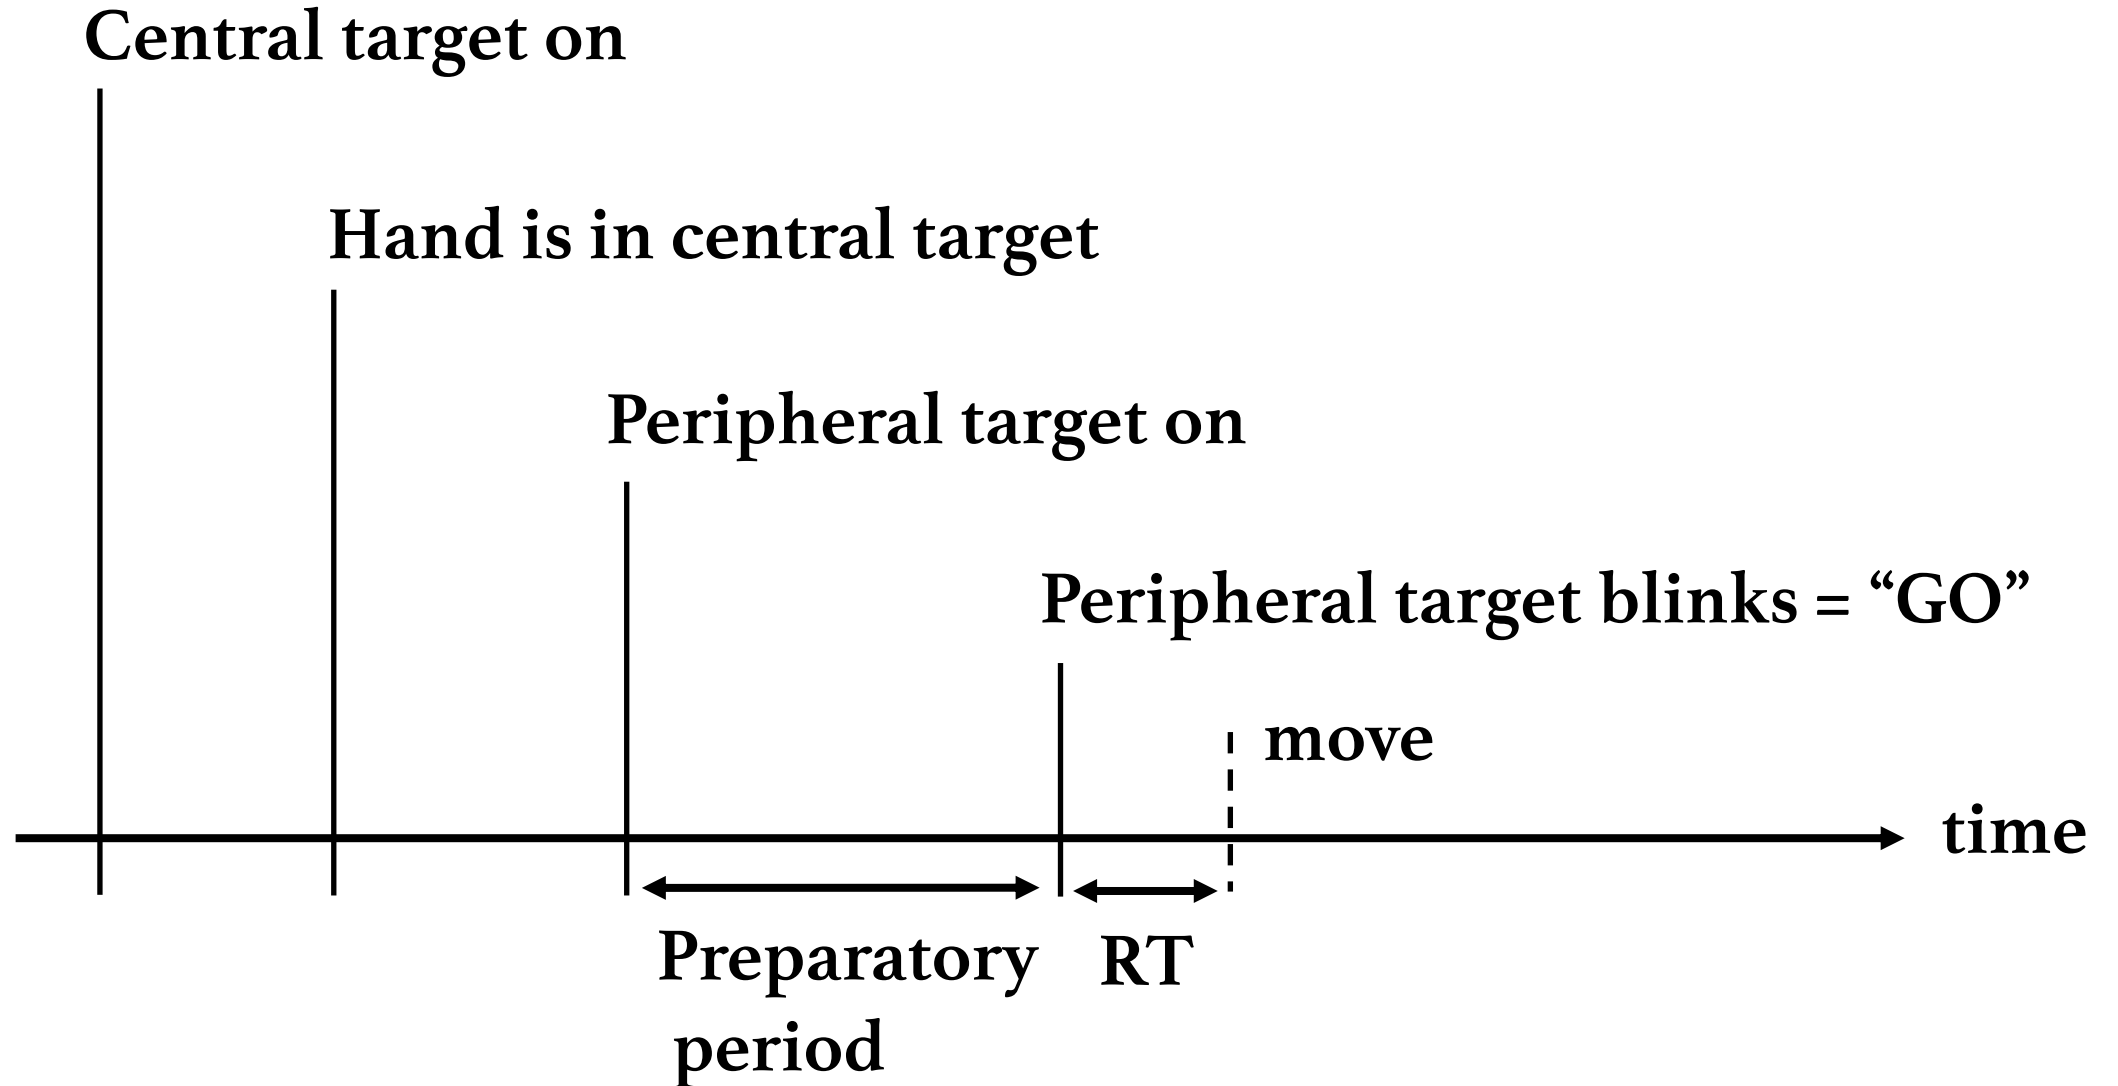 Central target on
Hand is in central target
Peripheral target on
Peripheral target blinks = “GO”
move
time
Preparatory
period
RT